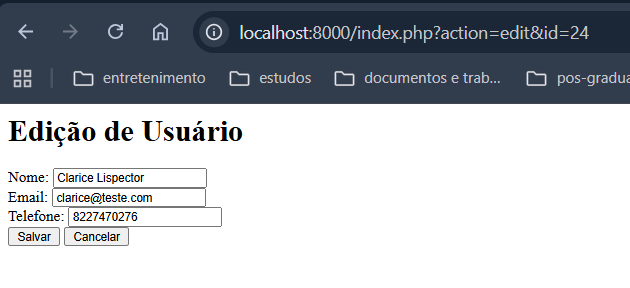 localhost:8000/index.php?action=edit&id=24
entretenimento estudos documentos e trab... pos-gradua
Edição de Usuário
Nome: Clarice Lispector
Email: clarice@teste.com
Telefone: 8227470276
Salvar Cancelar